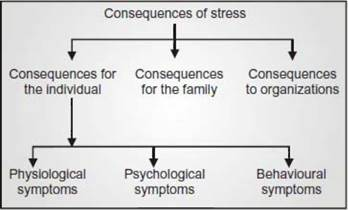 Consequences of stress
Consequences for
the individual
Consequences
for the family
Consequences
to organizations
Physiological
symptoms
Psychological
symptoms
Behavioural
symptoms